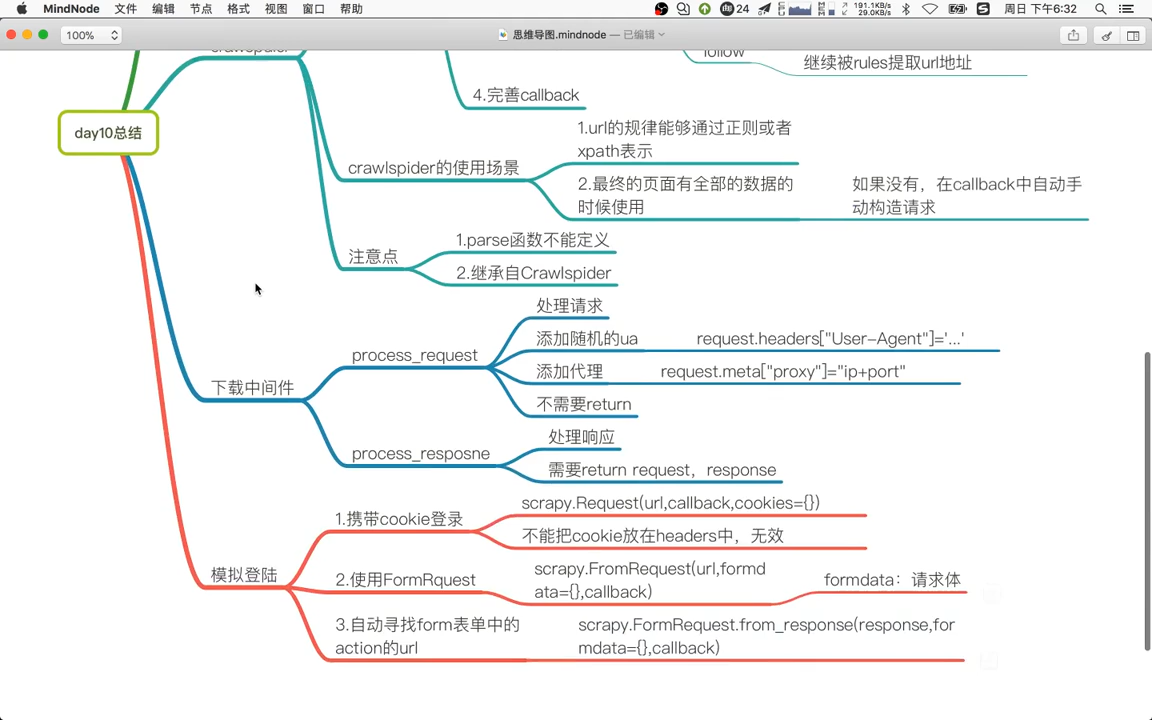 MindNode 文件 编辑 节点 格式 视图 窗口 帮助
24
191.1KB/s
29.0KB/s
周日 下午6:32
100%
思维导图.mindnode — 已编辑
follow
继续被rules提取url地址
4.完善callback
day10总结
1.url的规律能够通过正则或者
xpath表示
crawlspider的使用场景
2.最终的页面有全部的数据的
时候使用
如果没有，在callback中自动手
动构造请求
注意点
1.parse函数不能定义
2.继承自Crawlspider
下载中间件
process_request
处理请求
添加随机的ua
request.headers["User-Agent"]='...'
添加代理
request.meta["proxy"]="ip+port"
不需要return
process_resposne
处理响应
需要return request，response
模拟登陆
1.携带cookie登录
scrapy.Request(url,callback,cookies={})
不能把cookie放在headers中，无效
2.使用FormRquest
scrapy.FromRequest(url,formd
ata={},callback)
formdata：请求体
3.自动寻找form表单中的
action的url
scrapy.FormRequest.from_response(response,for
mdata={},callback)